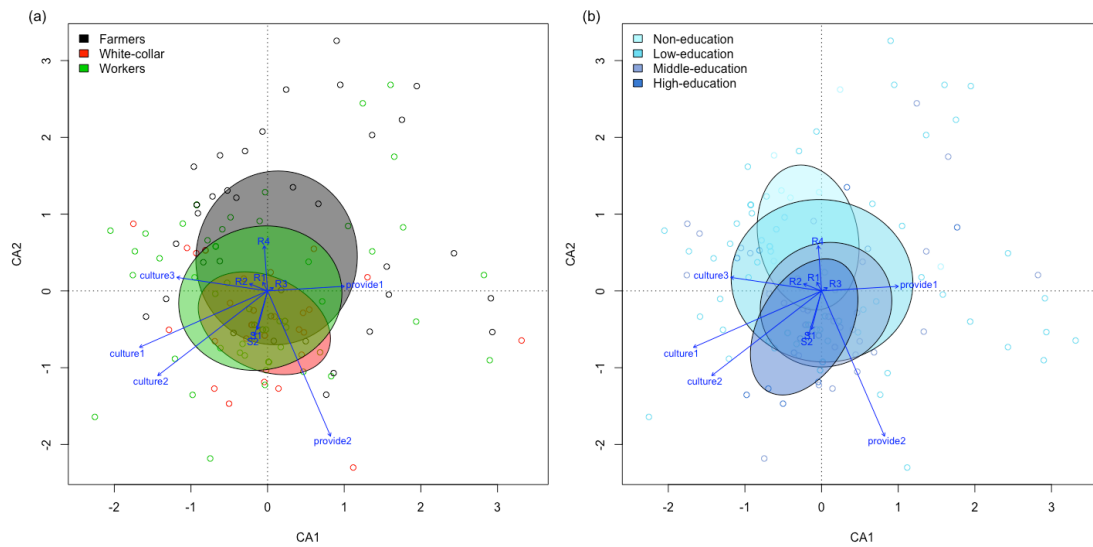 (a)
Farmers
White-collar
Workers
R4
R1
R2
R3
culture3
provide1
S2
culture1
culture2
provide2
CA2
3
2
1
0
-1
-2
-2
-1
0
1
2
3
CA1
(b)
Non-education
Low-education
Middle-education
High-education
R4
R1
R2
R3
culture3
provide1
S2
culture1
culture2
provide2
CA2
3
2
1
0
-1
-2
-2
-1
0
1
2
3
CA1